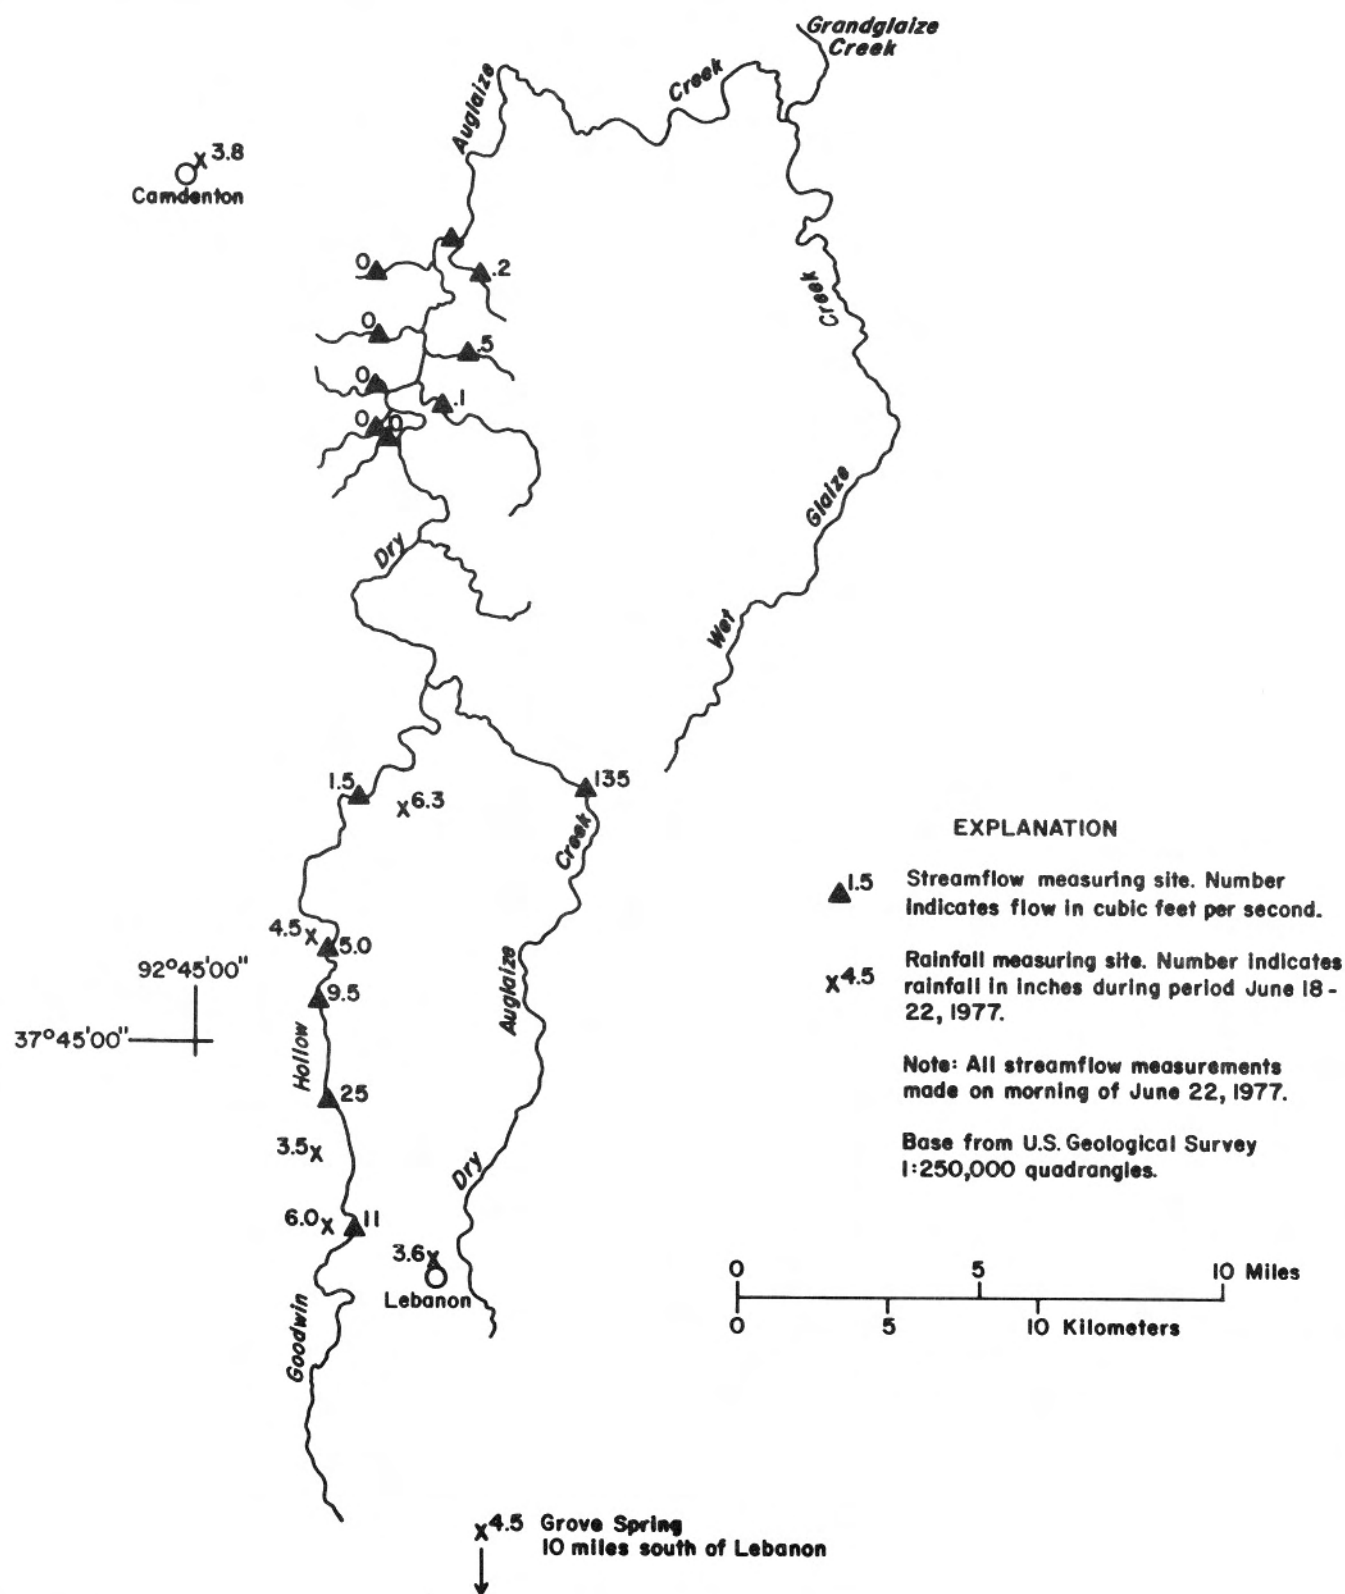 Grandglaize
Creek
Creek
Auglaize
3.8
Camdenton
0
.2
0
.5
0
.1
0
0
Creek
Glaize
Wet
Dry
1.5
6.3
135
Creek
4.5
5.0
92°45'00"
9.5
37°45'00"
Hollow
Auglaize
25
3.5
Dry
6.0
11
3.6
Lebanon
Goodwin
EXPLANATION
1.5 Streamflow measuring site. Number
indicates flow in cubic feet per second.
x4.5 Rainfall measuring site. Number indicates
rainfall in inches during period June 18-
22, 1977.
Note: All streamflow measurements
made on morning of June 22, 1977.
Base from U.S. Geological Survey
1:250,000 quadrangles.
0 5 10 Miles
0 5 10 Kilometers
x4.5 Grove Spring
10 miles south of Lebanon